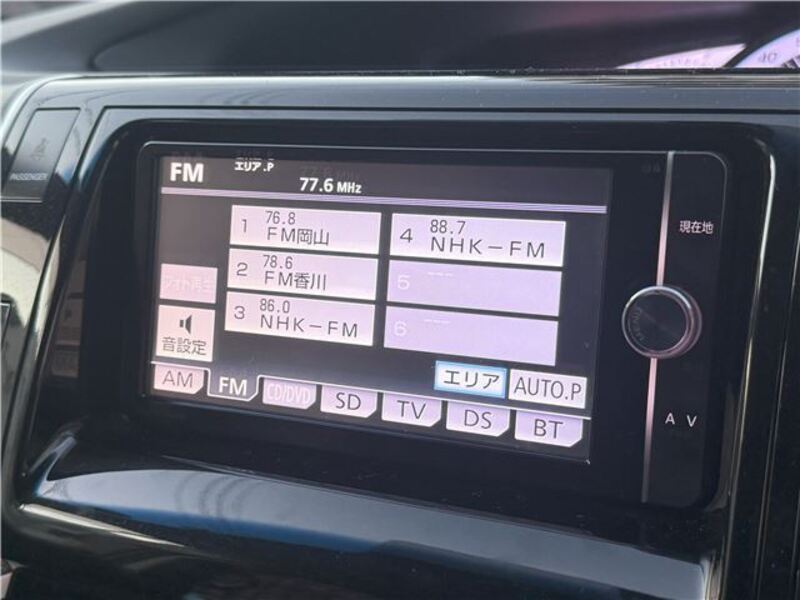 FM
エリア.P
77.6 MHz
現在地
1 76.8
FM岡山
4 88.7
NHK-FM
2 78.6
FM香川
5 ---
3 86.0
NHK-FM
6 ---
音設定
エリア
AUTO.P
AM
FM
CD/DVD
SD
TV
DS
BT
A V
PASSENGER